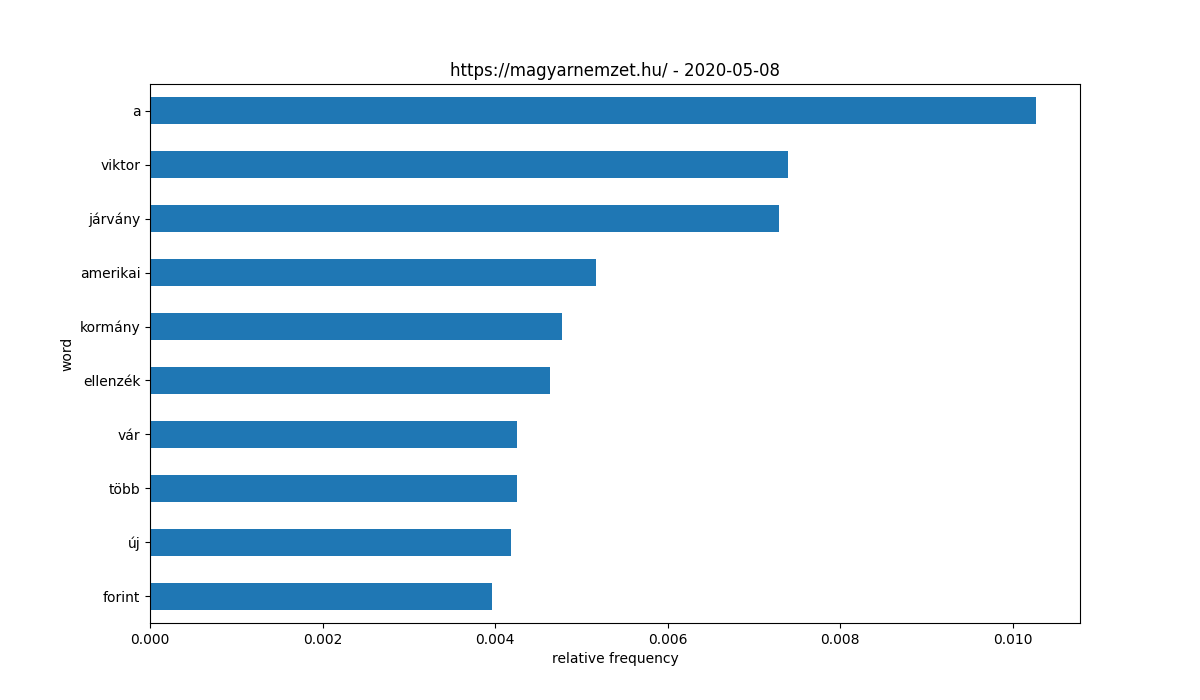 https://magyarnemzet.hu/ - 2020-05-08
a
viktor
járvány
amerikai
kormány
ellenzék
vár
több
új
forint
word
0.000 0.002 0.004 0.006 0.008 0.010
relative frequency